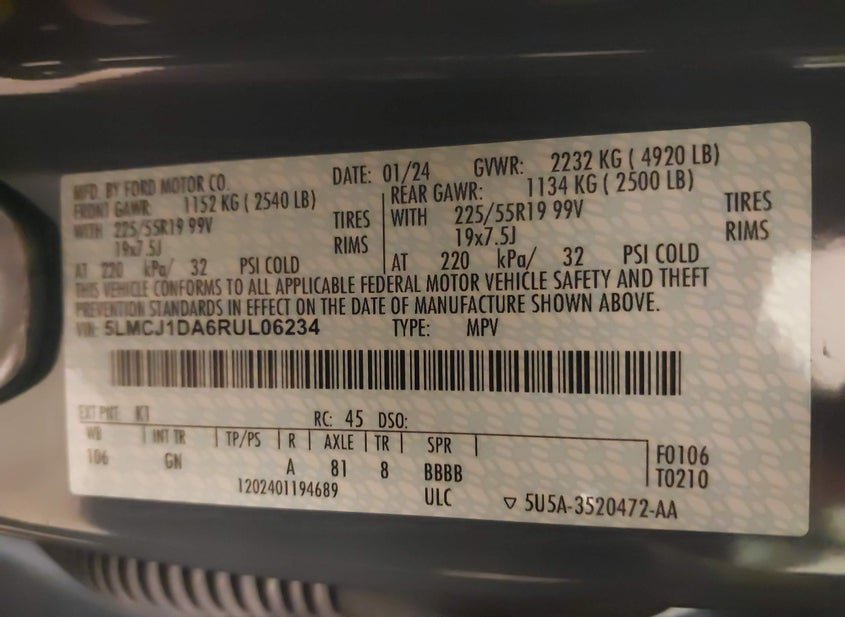 MFD. BY FORD MOTOR CO. DATE: 01/24 GVWR: 2232 KG ( 4920 LB)
FRONT GAWR: 1152 KG ( 2540 LB) REAR GAWR: 1134 KG ( 2500 LB)
WITH 225/55R19 99V TIRES WITH 225/55R19 99V TIRES
19x7.5J RIMS 19x7.5J RIMS
AT 220 kPa/ 32 PSI COLD AT 220 kPa/ 32 PSI COLD
THIS VEHICLE CONFORMS TO ALL APPLICABLE FEDERAL MOTOR VEHICLE SAFETY AND THEFT
PREVENTION STANDARDS IN EFFECT ON THE DATE OF MANUFACTURE SHOWN ABOVE.
VIN: 5LMCJ1DA6RUL06234 TYPE: MPV
EXT PNT: K1 RC: 45 DSO:
WB INT TR TP/PS R AXLE TR SPR
106 GN A 81 8 BBBB F0106
T0210
1202401194689 ULC 5U5A-3520472-AA